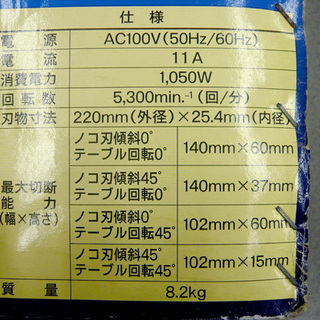 仕様
電源 AC100V(50Hz/60Hz)
電流 11A
消費電力 1,050W
回転数 5,300min.⁻¹(回/分)
刃物寸法 220mm(外径)×25.4mm(内径)
最大切断能力(幅×高さ)
ノコ刃傾斜0°
テーブル回転0° 140mm×60mm
ノコ刃傾斜45°
テーブル回転0° 140mm×37mm
ノコ刃傾斜0°
テーブル回転45° 102mm×60mm
ノコ刃傾斜45°
テーブル回転45° 102mm×15mm
質量 8.2kg